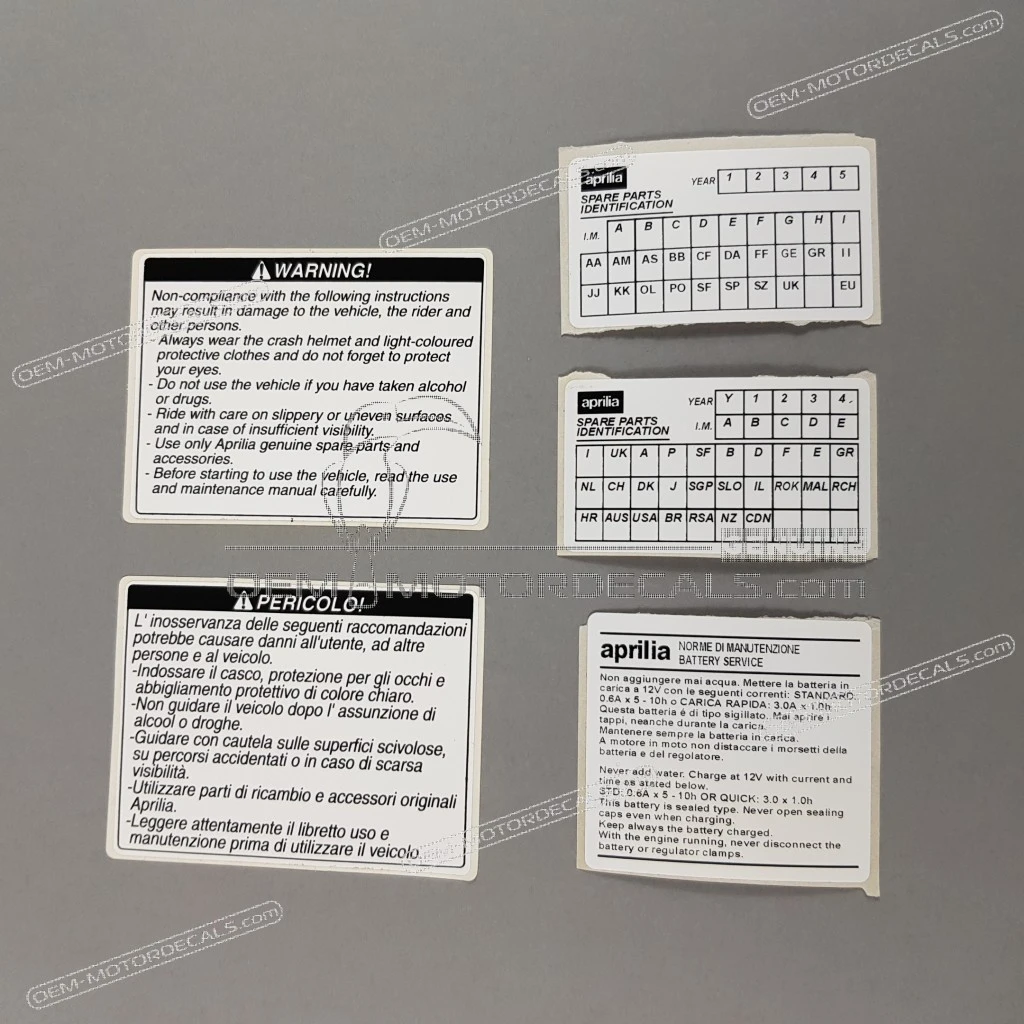 OEM-MOTORDECALS.COM
WARNING!
Non-compliance with the following instructions
may result in damage to the vehicle, the rider and
other persons.
- Always wear the crash helmet and light-coloured
protective clothes and do not forget to protect
your eyes.
- Do not use the vehicle if you have taken alcohol
or drugs.
- Ride with care on slippery or uneven surfaces
and in case of insufficient visibility.
- Use only Aprilia genuine spare parts and
accessories.
- Before starting to use the vehicle, read the use
and maintenance manual carefully.
PERICOLO!
L' inosservanza delle seguenti raccomandazioni
potrebbe causare danni all'utente, ad altre
persone e al veicolo.
-Indossare il casco, protezione per gli occhi e
abbigliamento protettivo di colore chiaro.
-Non guidare il veicolo dopo l' assunzione di
alcool o droghe.
-Guidare con cautela sulle superfici scivolose,
su percorsi accidentati o in caso di scarsa
visibilità.
-Utilizzare parti di ricambio e accessori originali
Aprilia.
-Leggere attentamente il libretto uso e
manutenzione prima di utilizzare il veicolo.
aprilia
SPARE PARTS
IDENTIFICATION
YEAR 1 2 3 4 5
I.M. A B C D E F G H I
AA AM AS BB CF DA FF GE GR II
JJ KK OL PO SF SP SZ UK EU
aprilia
SPARE PARTS
IDENTIFICATION
YEAR Y 1 2 3 4
I.M. A B C D E
I UK A P SF B D F E GR
NL CH DK J SGP SLO IL ROK MAL RCH
HR AUS USA BR RSA NZ CDN
aprilia NORME DI MANUTENZIONE
BATTERY SERVICE
Non aggiungere mai acqua. Mettere la batteria in
carica a 12V con le seguenti correnti: STANDARD:
0.6A x 5 - 10h o CARICA RAPIDA: 3.0A x 1.0h
Questa batteria é di tipo sigillato. Mai aprire i
tappi, neanche durante la carica.
Mantenere sempre la batteria in carica.
A motore in moto non distaccare i morsetti della
batteria e del regolatore.
Never add water. Charge at 12V with current and
time as stated below.
STD: 0.6A x 5 - 10h OR QUICK: 3.0 x 1.0h
This battery is sealed type. Never open sealing
caps even when charging.
Keep always the battery charged.
With the engine running, never disconnect the
battery or regulator clamps.
GENUINE
OEM-MOTORDECALS.com
OEM-MOTORDECALS.COM